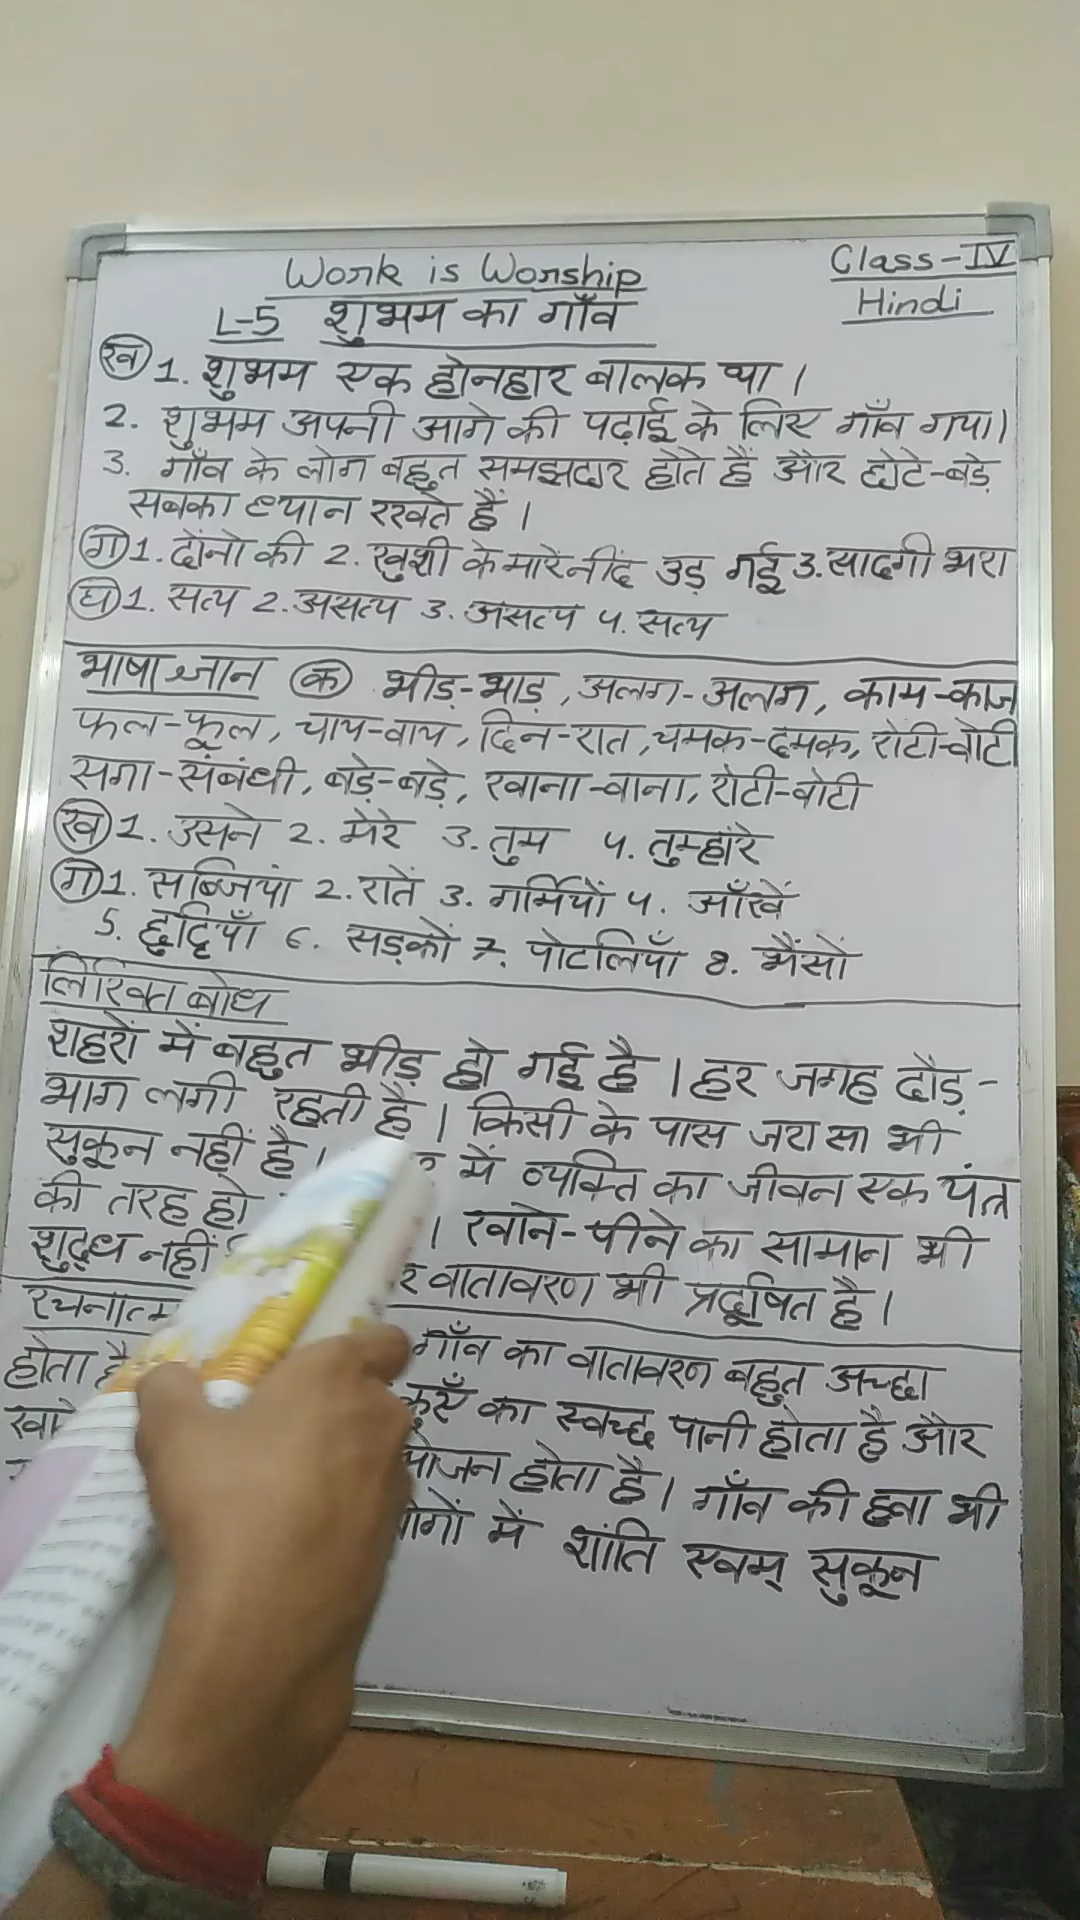 Work is Worship
Class-IV
Hindi
L-5 शुभम का गाँव
ख 1. शुभम एक होनहार बालक था।
2. शुभम अपनी आगे की पढ़ाई के लिए गाँव गया।
3. गाँव के लोग बहुत समझदार होते हैं और छोटे-बड़े
सबका ध्यान रखते हैं।
ग 1. दोंनो की 2. खुशी के मारे नींद उड़ गई 3. सादगी भरा
घ 1. सत्य 2. असत्य 3. असत्य 4. सत्य
भाषा ज्ञान क भीड़-भाड़, अलग-अलग, काम-काज
फल-फूल, चाय-वाय, दिन-रात, चमक-दमक, रोटी-वोटी
सगा-संबंधी, बड़े-बड़े, खाना-वाना, रोटी-वोटी
ख 1. उसने 2. मेरे 3. तुम 4. तुम्हारे
ग 1. सब्जियां 2. रातें 3. गर्मियों 4. आँखें
5. छुट्टियाँ 6. सड़कों 7. पोटलियाँ 8. भैंसों
लिखित बोध
शहरों में बहुत भीड़ हो गई है। हर जगह दौड़-
भाग लगी रहती है। किसी के पास जरा सा भी
सुकून नहीं है। में व्यक्ति का जीवन एक यंत्र
की तरह हो । खाने-पीने का सामान भी
शुद्ध नहीं वातावरण भी प्रर्दूषित है।
गाँव का वातावरण बहुत अच्छा
होता है कुएँ का स्वच्छ पानी होता है और
भोजन होता है। गाँव की हवा भी
में शांति एवम् सुकून